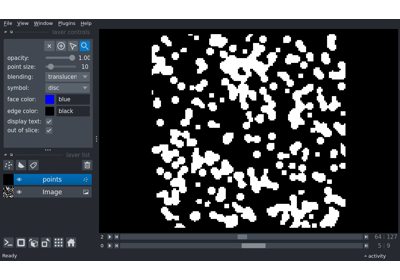 File View Window Plugins Help
layer controls
opacity: 1.00
point size: 10
blending: translucen
symbol: disc
face color: blue
edge color: black
display text:
out of slice:
layer list
points
Image
2 64 127
0 5 9
Ready activity